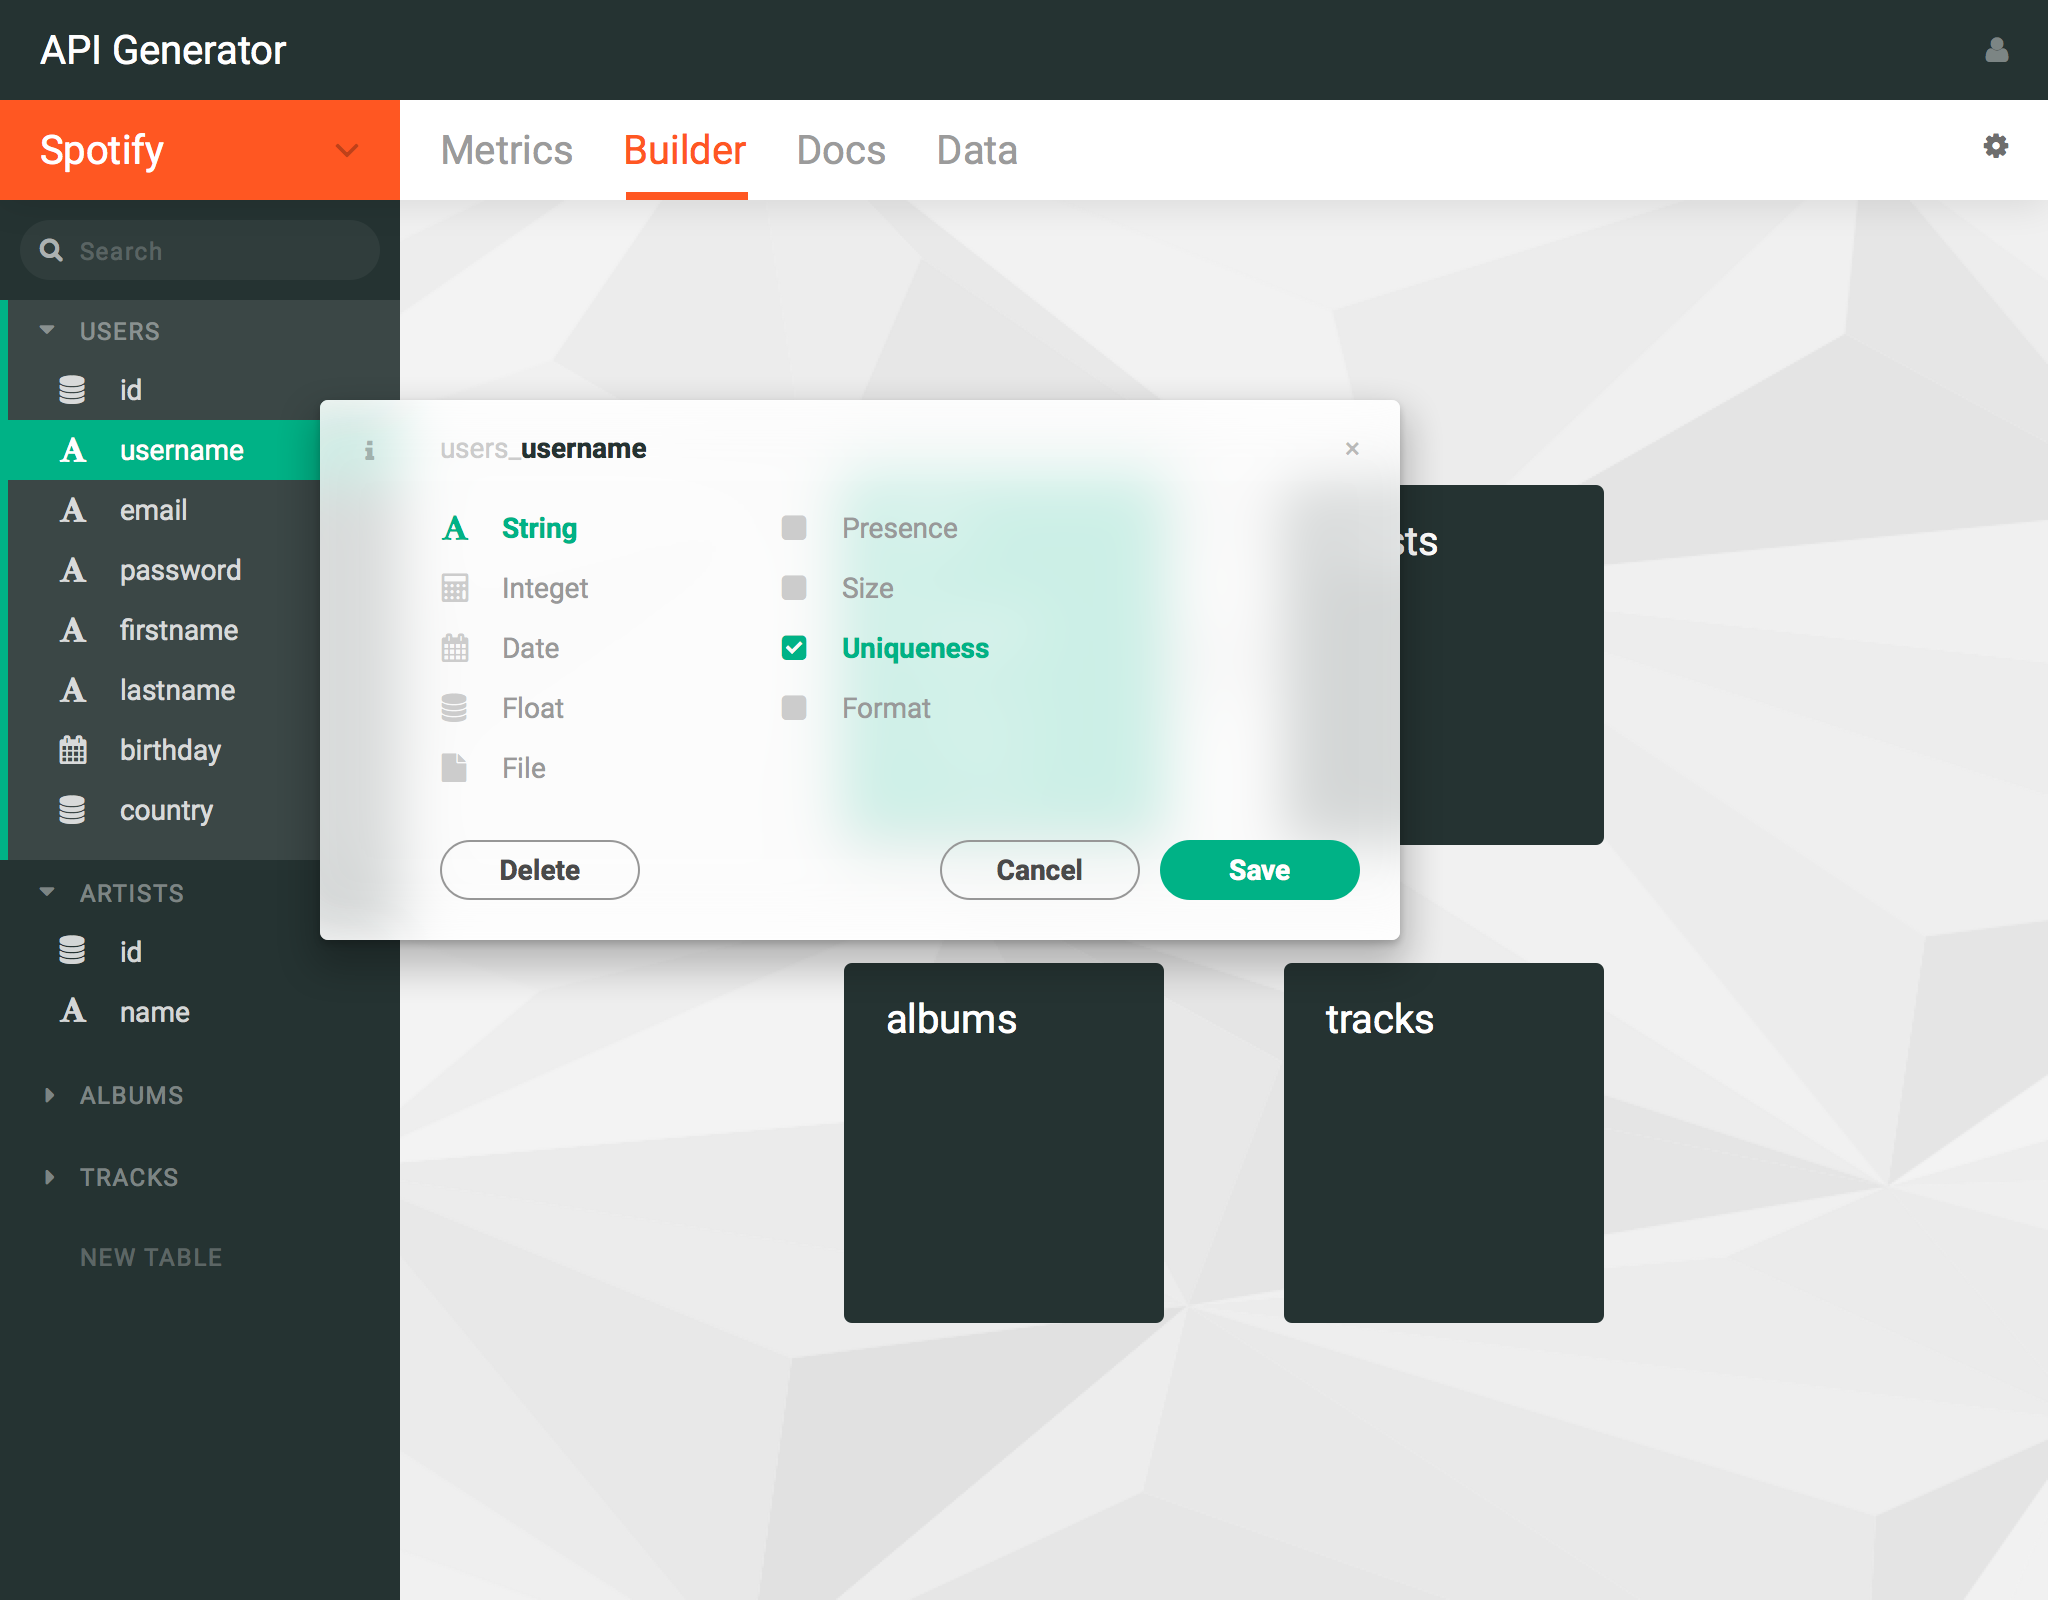 API Generator
Spotify
Metrics Builder Docs Data
Search
USERS
id
username
email
password
firstname
lastname
birthday
country
ARTISTS
id
name
ALBUMS
TRACKS
NEW TABLE
users_username
String
Integet
Date
Float
File
Presence
Size
Uniqueness
Format
Delete
Cancel
Save
albums
tracks